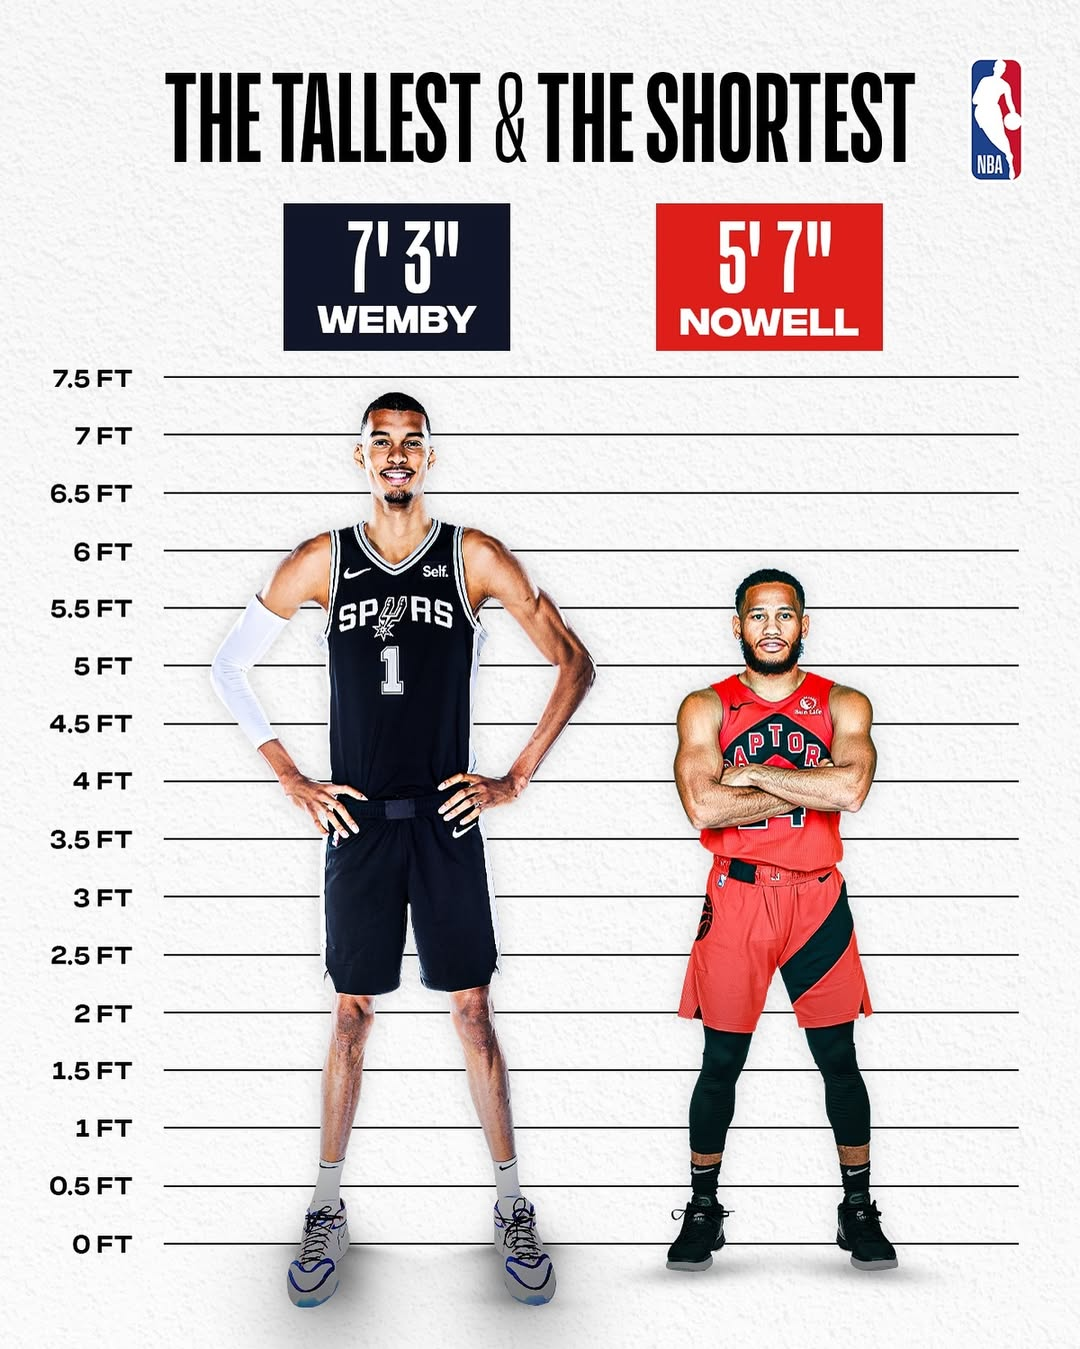 THE TALLEST & THE SHORTEST
NBA
7' 3"
WEMBY
5' 7"
NOWELL
7.5 FT
7 FT
6.5 FT
6 FT
5.5 FT
5 FT
4.5 FT
4 FT
3.5 FT
3 FT
2.5 FT
2 FT
1.5 FT
1 FT
0.5 FT
0 FT
Self.
SPURS
1
Sun Life
RAPTOR
24